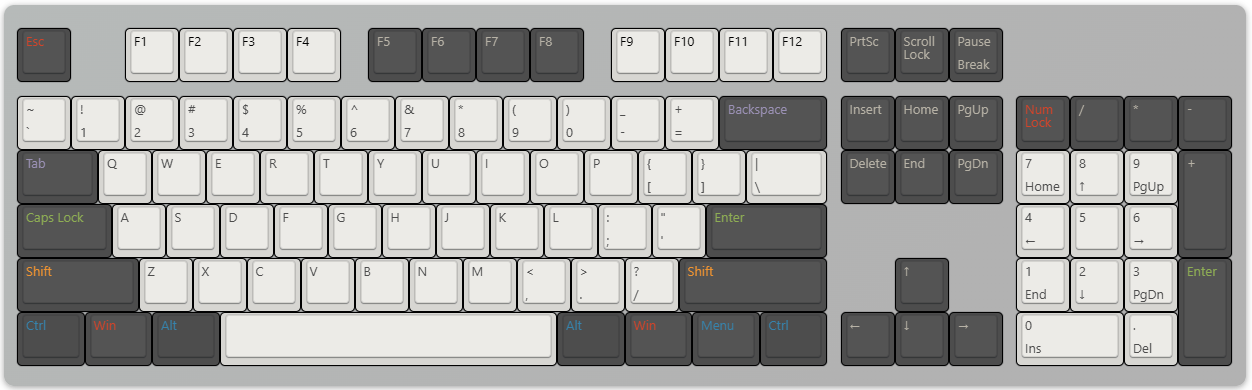 Esc F1 F2 F3 F4 F5 F6 F7 F8 F9 F10 F11 F12 PrtSc Scroll Pause
Lock Break
~ ! @ # $ % ^ & * ( ) _ + Backspace Insert Home PgUp Num / * -
` 1 2 3 4 5 6 7 8 9 0 - = Lock
Tab Q W E R T Y U I O P { } | Delete End PgDn 7 8 9 +
[ ] \ Home ↑ PgUp
Caps Lock A S D F G H J K L : " Enter 4 5 6
; ' ← →
Shift Z X C V B N M < > ? Shift ↑ 1 2 3 Enter
, . / End ↓ PgDn
Ctrl Win Alt Alt Win Menu Ctrl ← ↓ → 0 .
Ins Del